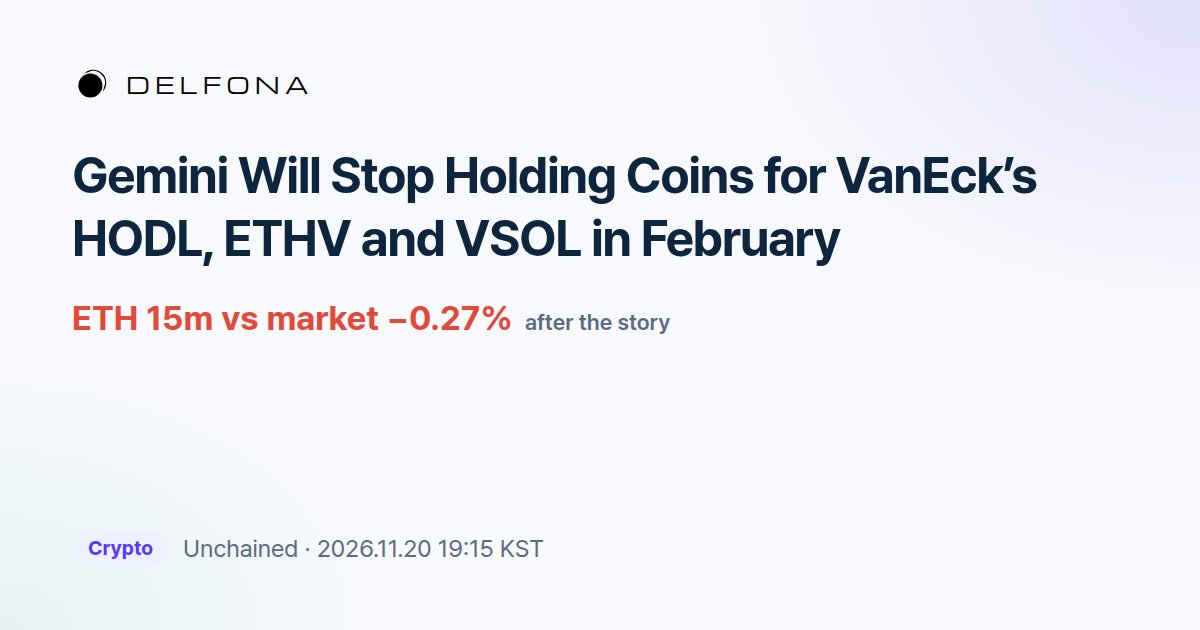 DELFONA
Gemini Will Stop Holding Coins for VanEck’s
HODL, ETHV and VSOL in February
ETH 15m vs market −0.27% after the story
Crypto Unchained · 2026.11.20 19:15 KST